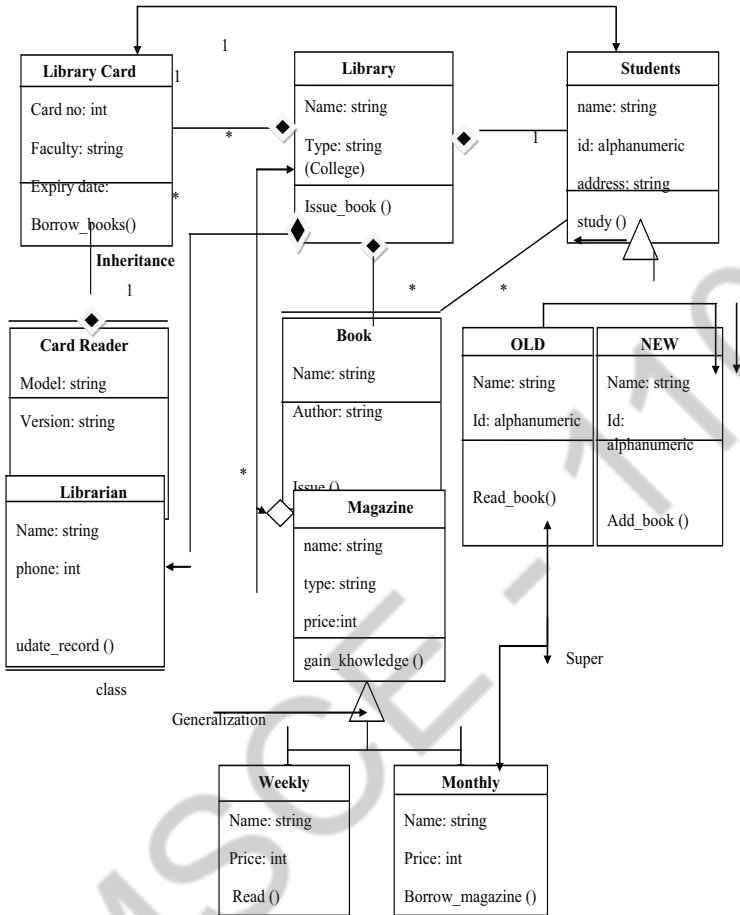 1
Library Card
Card no: int
Faculty: string
Expiry date:
Borrow_books()
1
*
*
Library
Name: string
Type: string
(College)
Issue_book ()
Students
name: string
id: alphanumeric
address: string
study ()
1
Inheritance
1
*
*
Card Reader
Model: string
Version: string
Book
Name: string
Author: string
Issue ()
*
OLD
Name: string
Id: alphanumeric
Read_book()
NEW
Name: string
Id:
alphanumeric
Add_book ()
Librarian
Name: string
phone: int
udate_record ()
class
Magazine
name: string
type: string
price:int
gain_khowledge ()
Super
Generalization
Weekly
Name: string
Price: int
Read ()
Monthly
Name: string
Price: int
Borrow_magazine ()